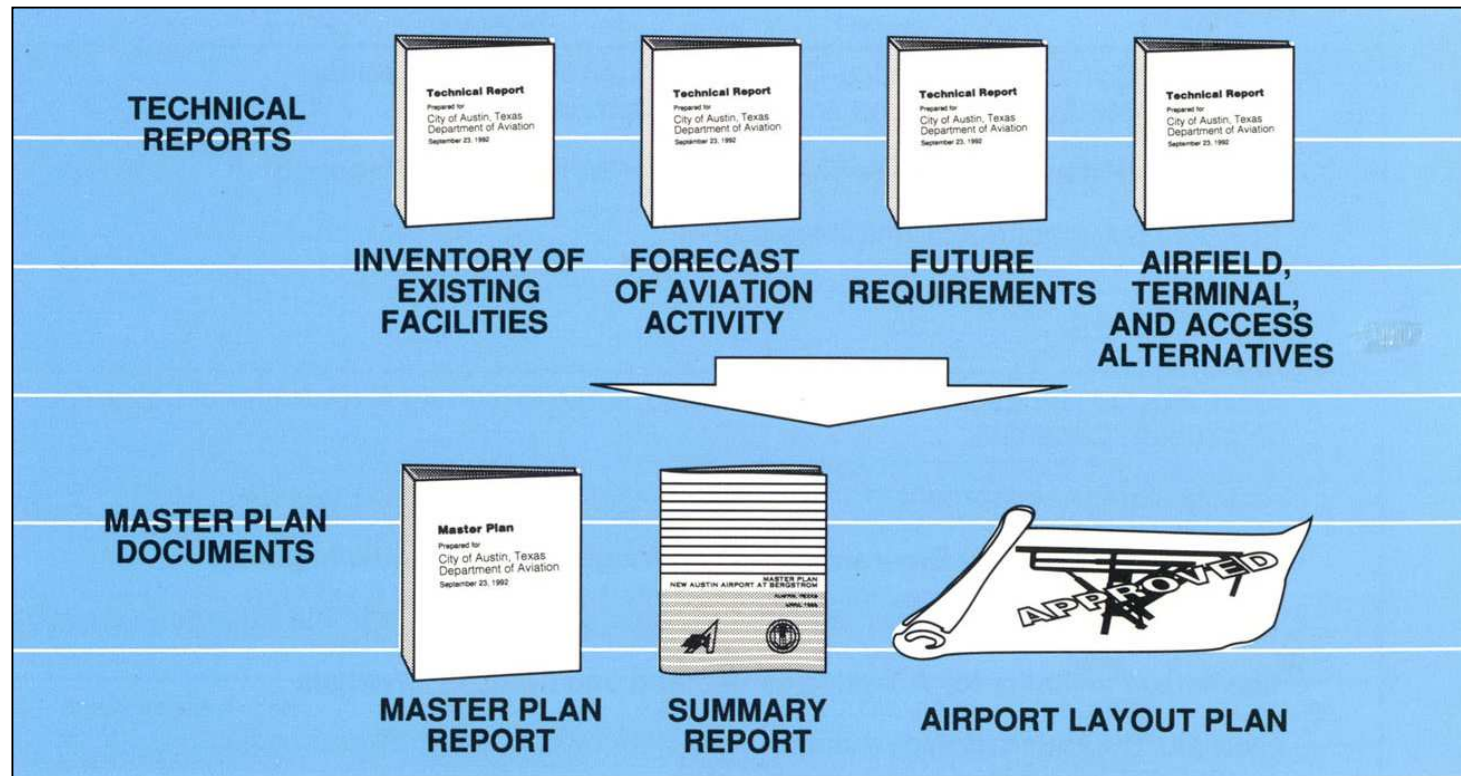 TECHNICAL
REPORTS
Technical Report
Prepared for
City of Austin, Texas
Department of Aviation
September 23, 1992
Technical Report
Prepared for
City of Austin, Texas
Department of Aviation
September 23, 1992
Technical Report
Prepared for
City of Austin, Texas
Department of Aviation
September 23, 1992
Technical Report
Prepared for
City of Austin, Texas
Department of Aviation
September 23, 1992
INVENTORY OF
EXISTING
FACILITIES
FORECAST
OF AVIATION
ACTIVITY
FUTURE
REQUIREMENTS
AIRFIELD,
TERMINAL,
AND ACCESS
ALTERNATIVES
MASTER PLAN
DOCUMENTS
Master Plan
Prepared for
City of Austin, Texas
Department of Aviation
September 23, 1992
MASTER PLAN
NEW AUSTIN AIRPORT AT BERGSTROM
AUSTIN, TEXAS
APPROVED
MASTER PLAN
REPORT
SUMMARY
REPORT
AIRPORT LAYOUT PLAN